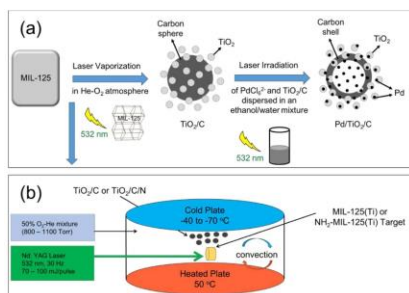 (a)
MIL-125
Laser Vaporization
in He-O₂ atmosphere
532 nm
MIL-125
Carbon
sphere
TiO₂
TiO₂/C
Laser Irradiation
of PdCl₄²⁻ and TiO₂/C
dispersed in an
ethanol/water mixture
532 nm
Carbon
shell
TiO₂
Pd
Pd/TiO₂/C
(b)
TiO₂/C or TiO₂/C/N
Cold Plate
-40 to -70 °C
50% O₂-He mixture
(800 – 1100 Torr)
Nd: YAG Laser
532 nm, 30 Hz
70 – 100 mJ/pulse
MIL-125(Ti) or
NH₂-MIL-125(Ti) Target
convection
Heated Plate
50 °C